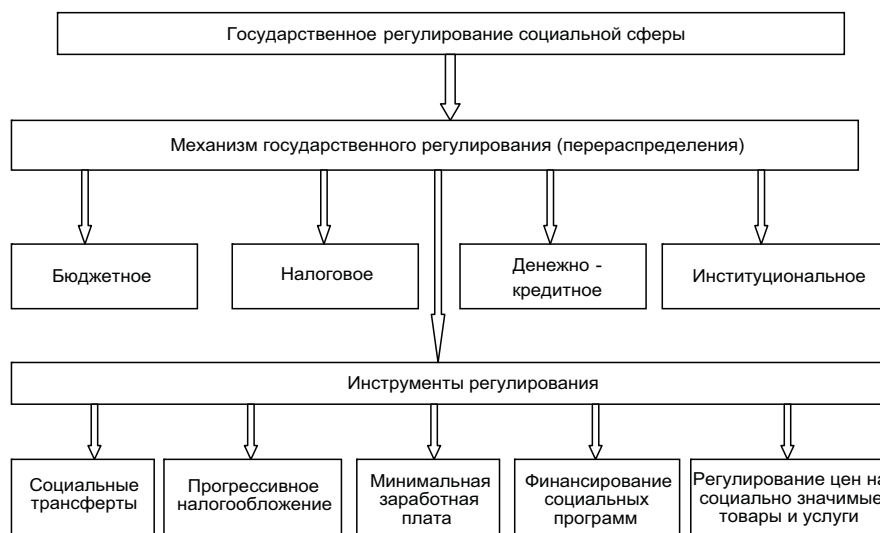 Государственное регулирование социальной сферы
Механизм государственного регулирования (перераспределения)
Бюджетное
Налоговое
Денежно -
кредитное
Институциональное
Инструменты регулирования
Социальные
трансферты
Прогрессивное
налогообложение
Минимальная
заработная
плата
Финансирование
социальных
программ
Регулирование цен на
социально значимые
товары и услуги